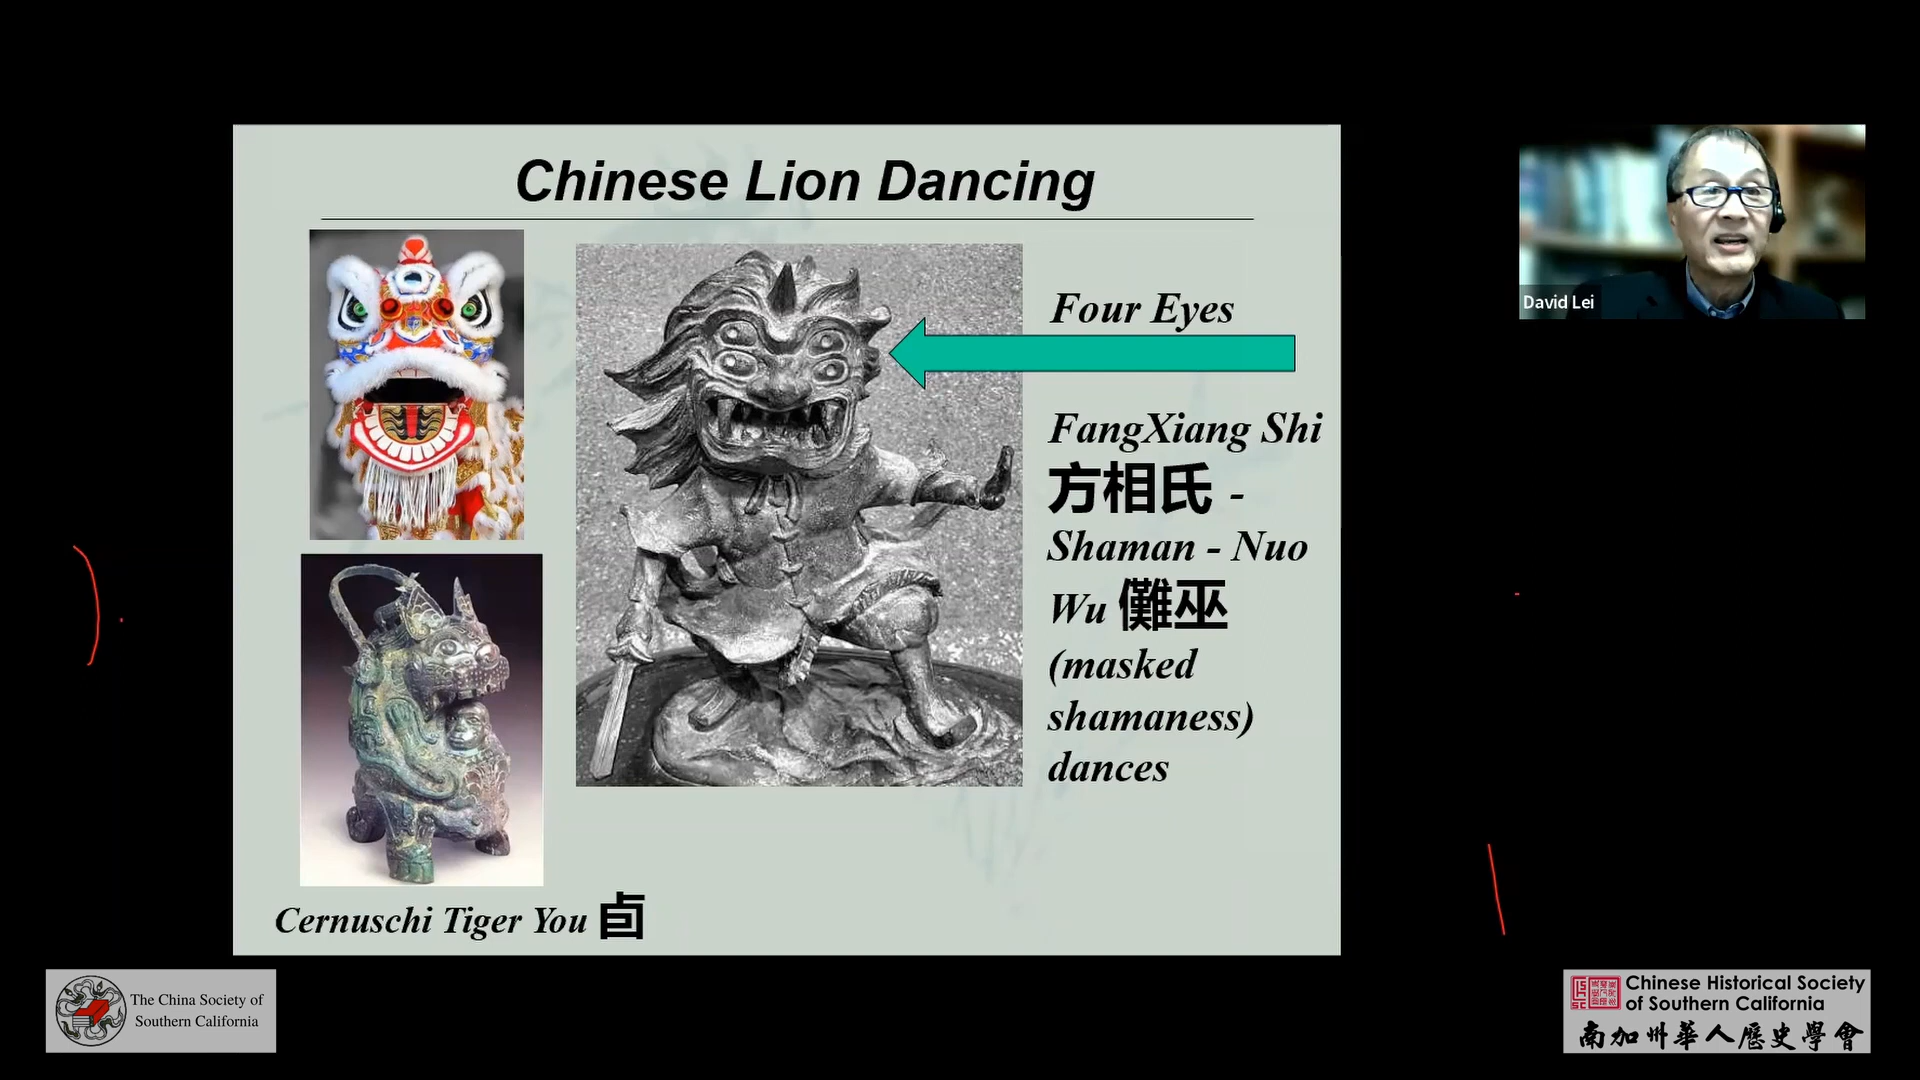 Chinese Lion Dancing
Four Eyes
FangXiang Shi
方相氏 -
Shaman - Nuo
Wu 儺巫
(masked
shamaness)
dances
Cernuschi Tiger You 卣
David Lei
The China Society of
Southern California
Chinese Historical Society
of Southern California
南加州華人歷史學會